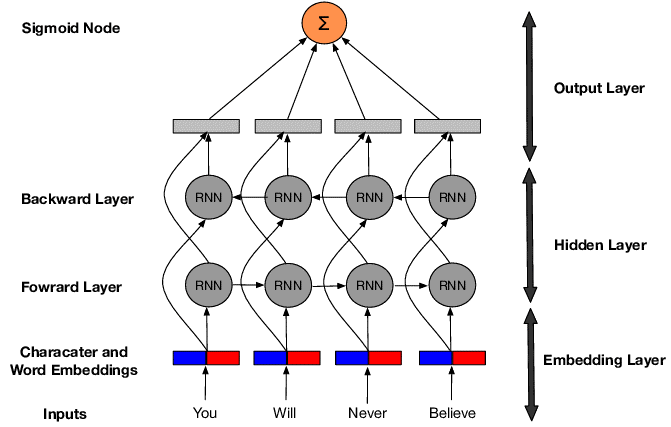 Sigmoid Node
Σ
Output Layer
Backward Layer
RNN RNN RNN RNN
Hidden Layer
Fowrard Layer
RNN RNN RNN RNN
Characater and
Word Embeddings
Embedding Layer
Inputs
You Will Never Believe